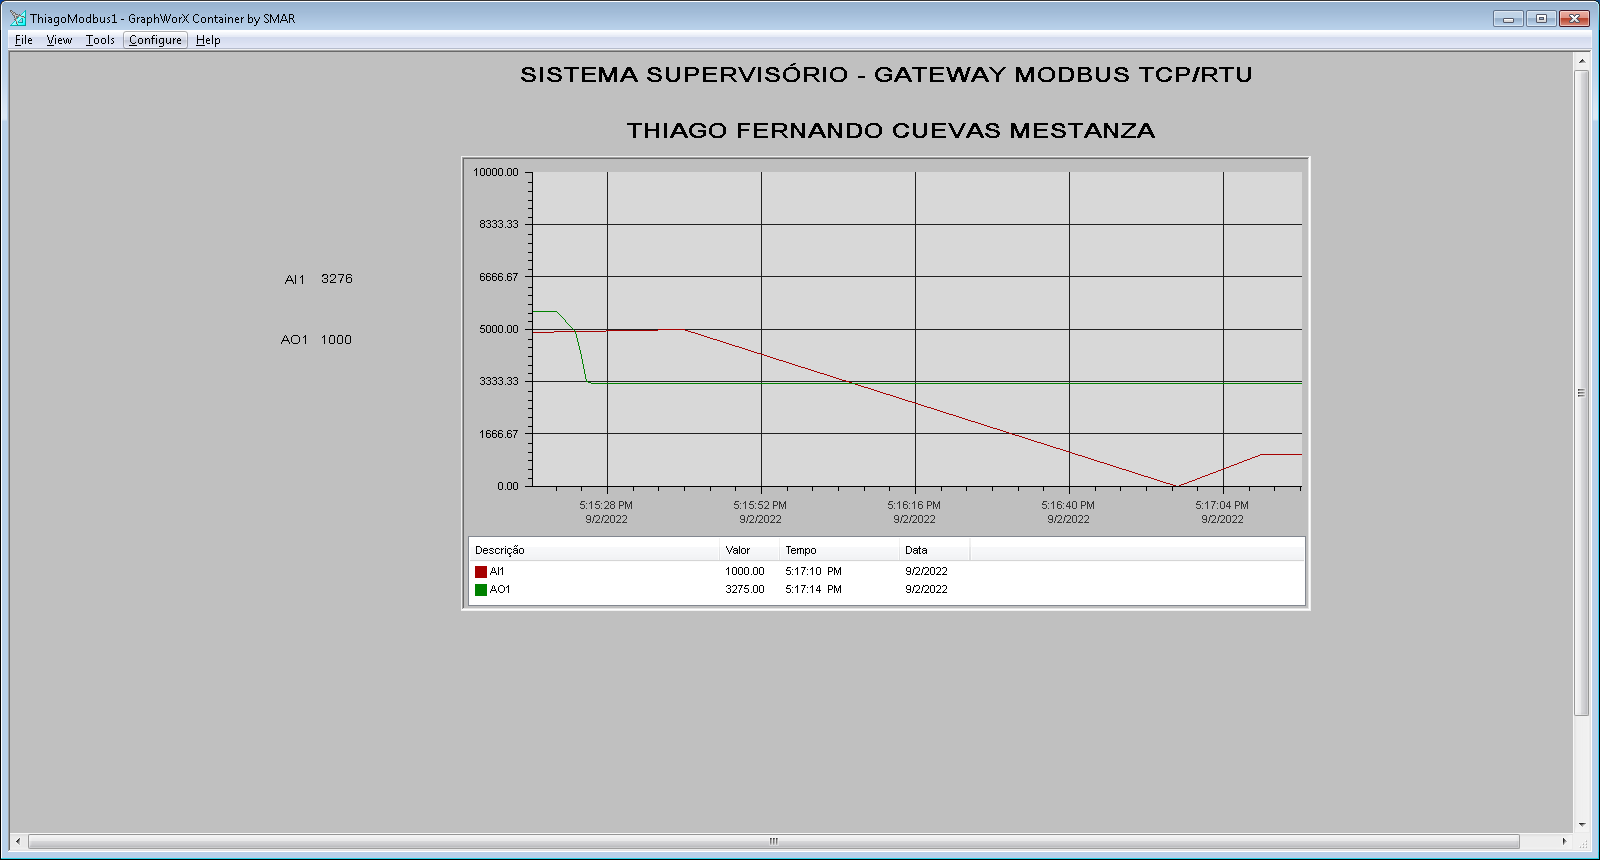 ThiagoModbus1 - GraphWorX Container by SMAR
File View Tools Configure Help
SISTEMA SUPERVISÓRIO - GATEWAY MODBUS TCP/RTU
THIAGO FERNANDO CUEVAS MESTANZA
AI1 3276
AO1 1000
10000.00
8333.33
6666.67
5000.00
3333.33
1666.67
0.00
5:15:28 PM 5:15:52 PM 5:16:16 PM 5:16:40 PM 5:17:04 PM
9/2/2022 9/2/2022 9/2/2022 9/2/2022 9/2/2022
Descrição Valor Tempo Data
AI1 1000.00 5:17:10 PM 9/2/2022
AO1 3275.00 5:17:14 PM 9/2/2022